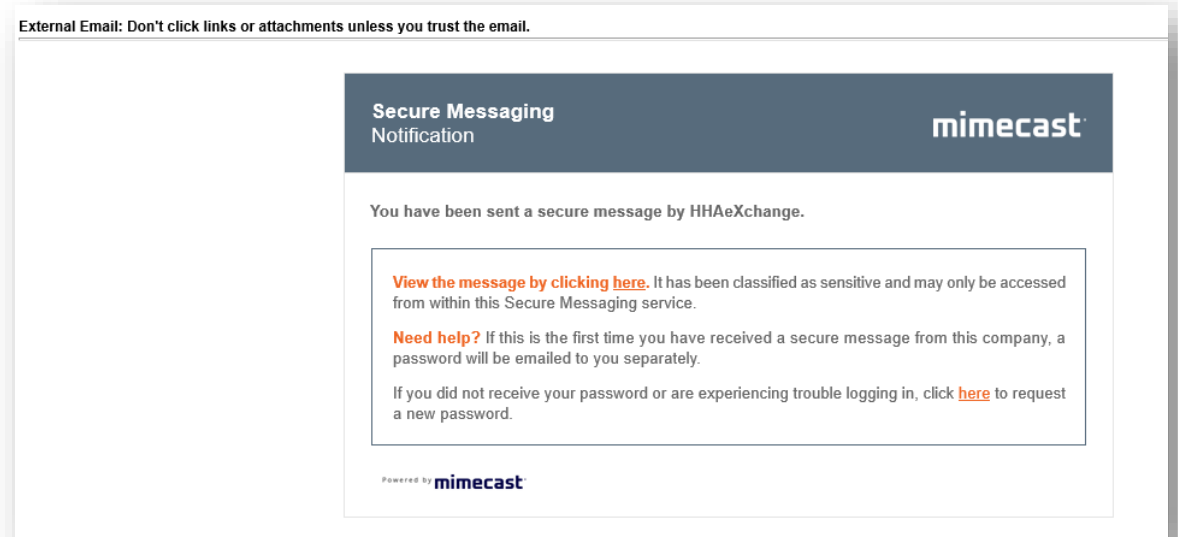 External Email: Don't click links or attachments unless you trust the email.
Secure Messaging
Notification
mimecast
You have been sent a secure message by HHAeXchange.
View the message by clicking here. It has been classified as sensitive and may only be accessed
from within this Secure Messaging service.
Need help? If this is the first time you have received a secure message from this company, a
password will be emailed to you separately.
If you did not receive your password or are experiencing trouble logging in, click here to request
a new password.
Powered by mimecast